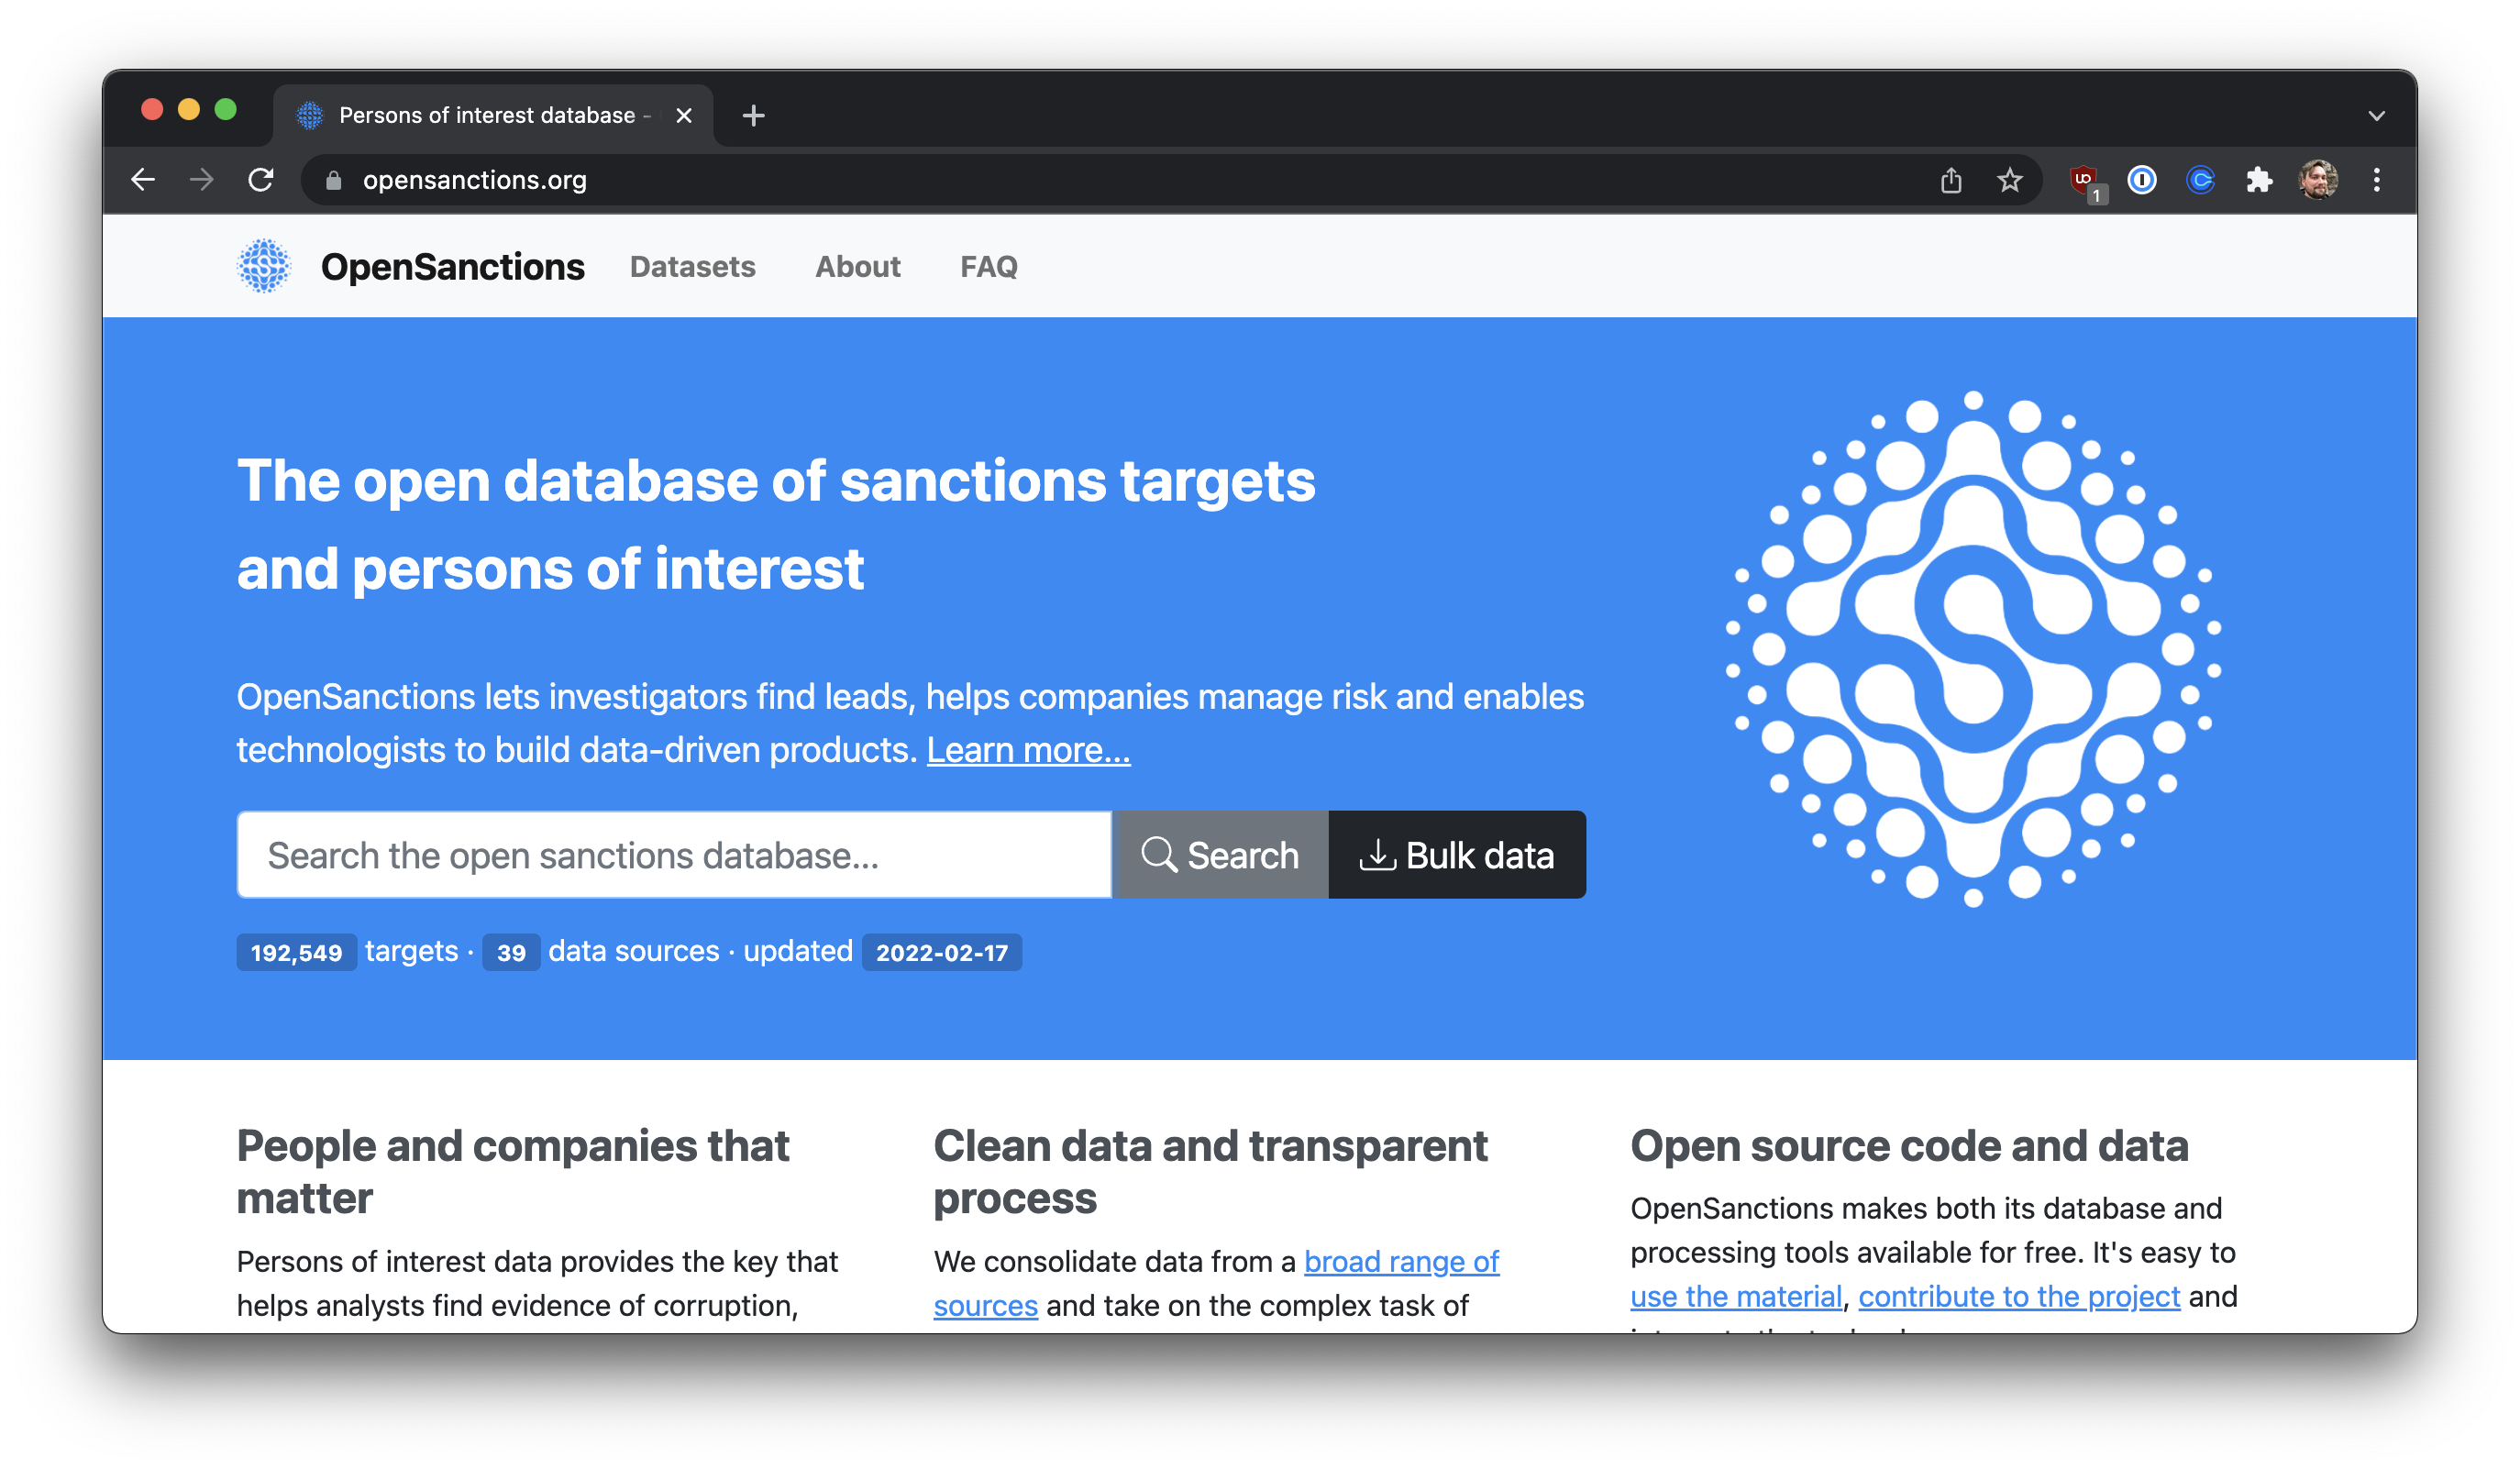 Persons of interest database -
opensanctions.org
1
OpenSanctions Datasets About FAQ
The open database of sanctions targets
and persons of interest
OpenSanctions lets investigators find leads, helps companies manage risk and enables
technologists to build data-driven products. Learn more...
Search the open sanctions database... Search Bulk data
192,549 targets · 39 data sources · updated 2022-02-17
People and companies that
matter
Persons of interest data provides the key that
helps analysts find evidence of corruption,
Clean data and transparent
process
We consolidate data from a broad range of
sources and take on the complex task of
Open source code and data
OpenSanctions makes both its database and
processing tools available for free. It's easy to
use the material, contribute to the project and